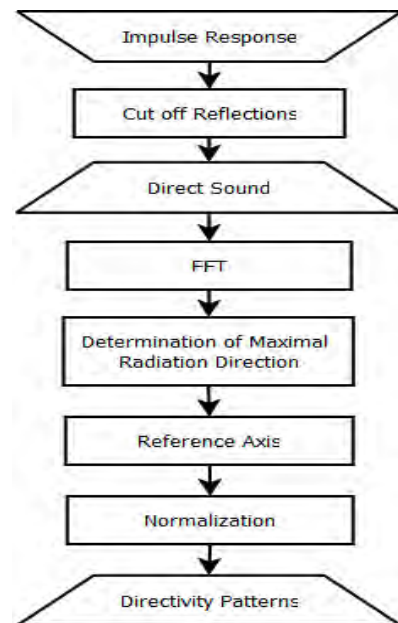 Impulse Response
Cut off Reflections
Direct Sound
FFT
Determination of Maximal
Radiation Direction
Reference Axis
Normalization
Directivity Patterns